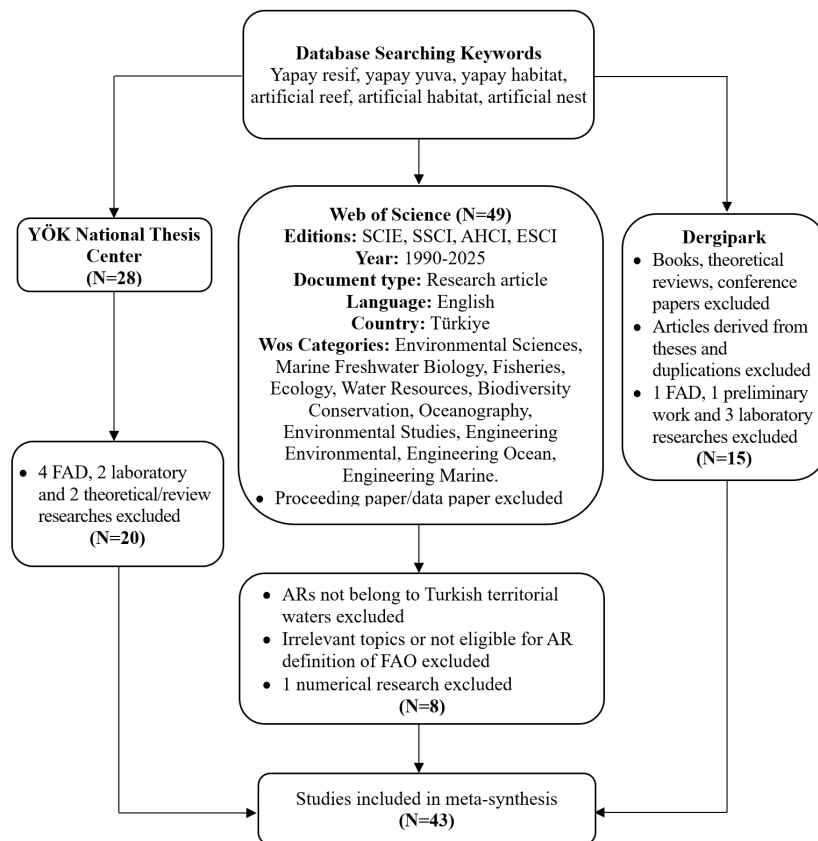 Database Searching Keywords
Yapay resif, yapay yuva, yapay habitat,
artificial reef, artificial habitat, artificial nest
YÖK National Thesis
Center
(N=28)
• 4 FAD, 2 laboratory
and 2 theoretical/review
researches excluded
(N=20)
Web of Science (N=49)
Editions: SCIE, SSCI, AHCI, ESCI
Year: 1990-2025
Document type: Research article
Language: English
Country: Türkiye
Wos Categories: Environmental Sciences,
Marine Freshwater Biology, Fisheries,
Ecology, Water Resources, Biodiversity
Conservation, Oceanography,
Environmental Studies, Engineering
Environmental, Engineering Ocean,
Engineering Marine.
• Proceeding paper/data paper excluded
• ARs not belong to Turkish territorial
waters excluded
• Irrelevant topics or not eligible for AR
definition of FAO excluded
• 1 numerical research excluded
(N=8)
Dergipark
• Books, theoretical
reviews, conference
papers excluded
• Articles derived from
theses and
duplications excluded
• 1 FAD, 1 preliminary
work and 3 laboratory
researches excluded
(N=15)
Studies included in meta-synthesis
(N=43)